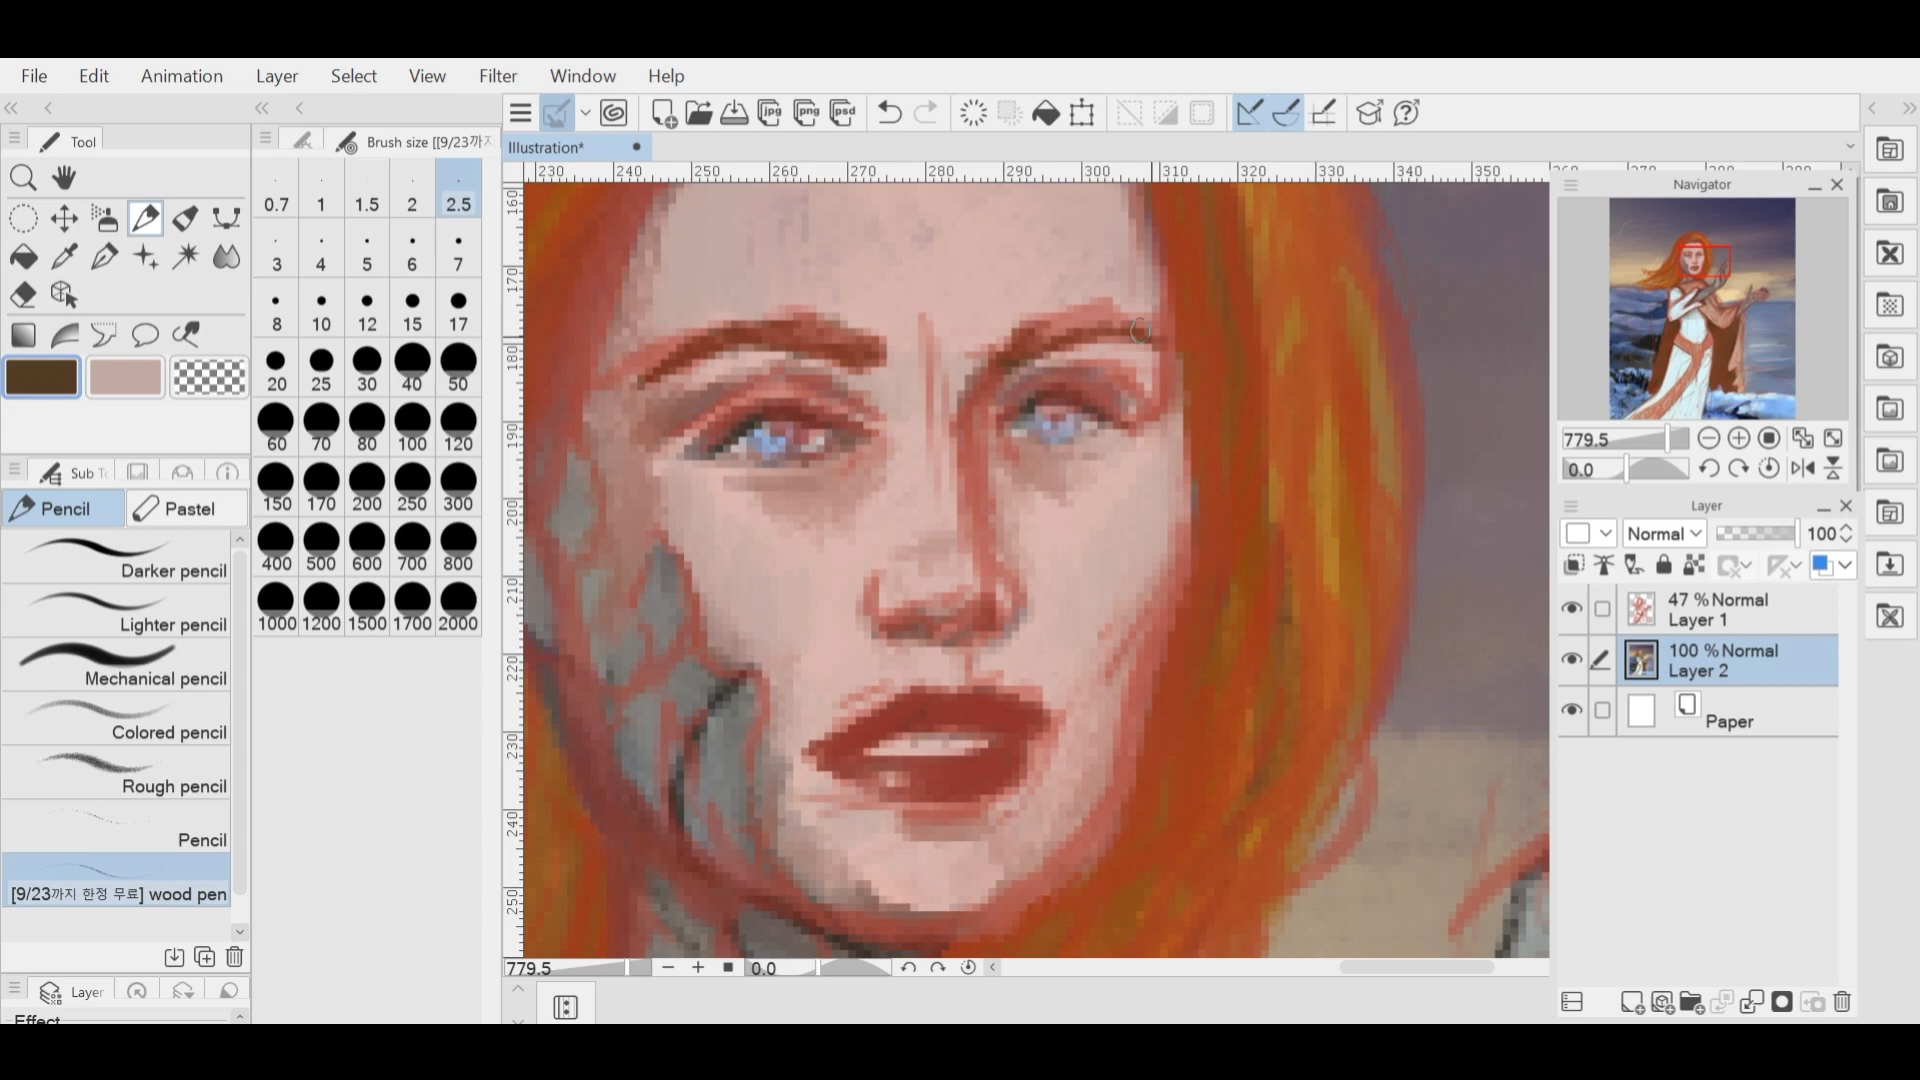 File Edit Animation Layer Select View Filter Window Help
Tool
Brush size [[9/23까지
jpg png psd
Illustration*
230 240 250 260 270 280 290 300 310 320 330 340 350
Navigator
0.7 1 1.5 2 2.5
3 4 5 6 7
8 10 12 15 17
20 25 30 40 50
60 70 80 100 120
150 170 200 250 300
400 500 600 700 800
1000 1200 1500 1700 2000
160
170
180
190
200
210
220
230
240
250
Sub
Pencil Pastel
Darker pencil
Lighter pencil
Mechanical pencil
Colored pencil
Rough pencil
Pencil
[9/23까지 한정 무료] wood pen
Layer
Effect
779.5 0.0
779.5
0.0
Layer
Normal 100
47 % Normal
Layer 1
100 % Normal
Layer 2
Paper